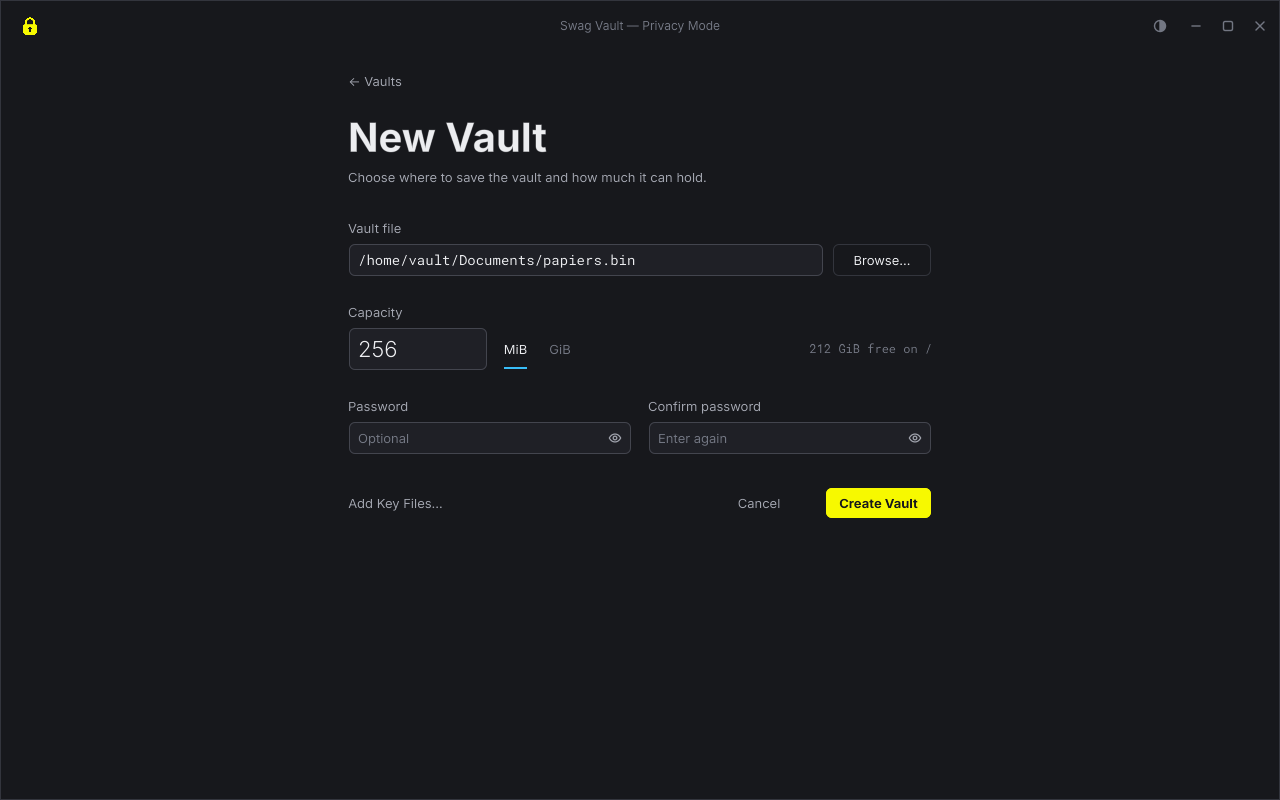 Swag Vault — Privacy Mode
← Vaults
New Vault
Choose where to save the vault and how much it can hold.
Vault file
/home/vault/Documents/papiers.bin
Browse...
Capacity
256
MiB
GiB
212 GiB free on /
Password
Confirm password
Optional
Enter again
Add Key Files...
Cancel
Create Vault